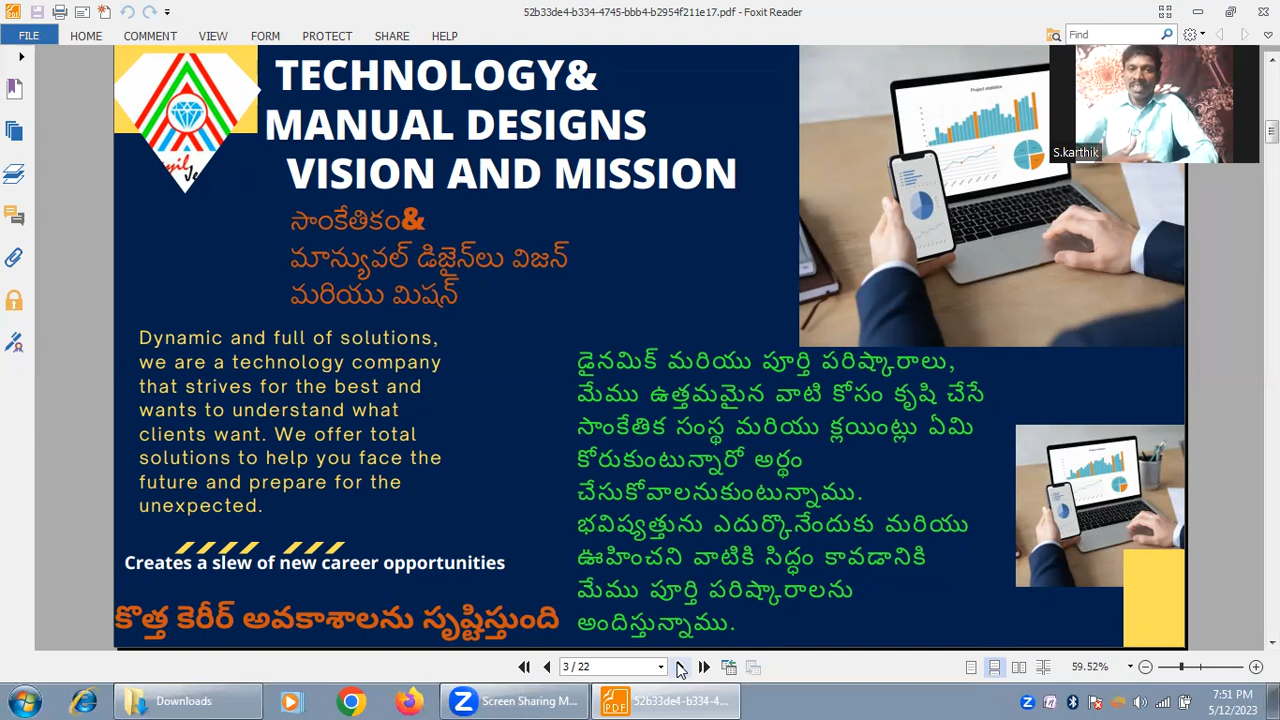 52b33de4-b334-4745-bbb4-b2954f211e17.pdf - Foxit Reader
FILE HOME COMMENT VIEW FORM PROTECT SHARE HELP
Find
TECHNOLOGY&
MANUAL DESIGNS
VISION AND MISSION
సాంకేతికం&
మాన్యువల్ డిజైన్‌లు విజన్
మరియు మిషన్
Project statistics
S.karthik
Dynamic and full of solutions,
we are a technology company
that strives for the best and
wants to understand what
clients want. We offer total
solutions to help you face the
future and prepare for the
unexpected.
Creates a slew of new career opportunities
కొత్త కెరీర్ అవకాశాలను సృష్టిస్తుంది
డైనమిక్ మరియు పూర్తి పరిష్కారాలు,
మేము ఉత్తమమైన వాటి కోసం కృషి చేసే
సాంకేతిక సంస్థ మరియు క్లయింట్లు ఏమి
కోరుకుంటున్నారో అర్థం
చేసుకోవాలనుకుంటున్నాము.
భవిష్యత్తును ఎదుర్కొనేందుకు మరియు
ఊహించని వాటికి సిద్ధం కావడానికి
మేము పూర్తి పరిష్కారాలను
అందిస్తున్నాము.
3 / 22
59.52%
Downloads
Screen Sharing M...
52b33de4-b334-4...
7:51 PM
5/12/2023